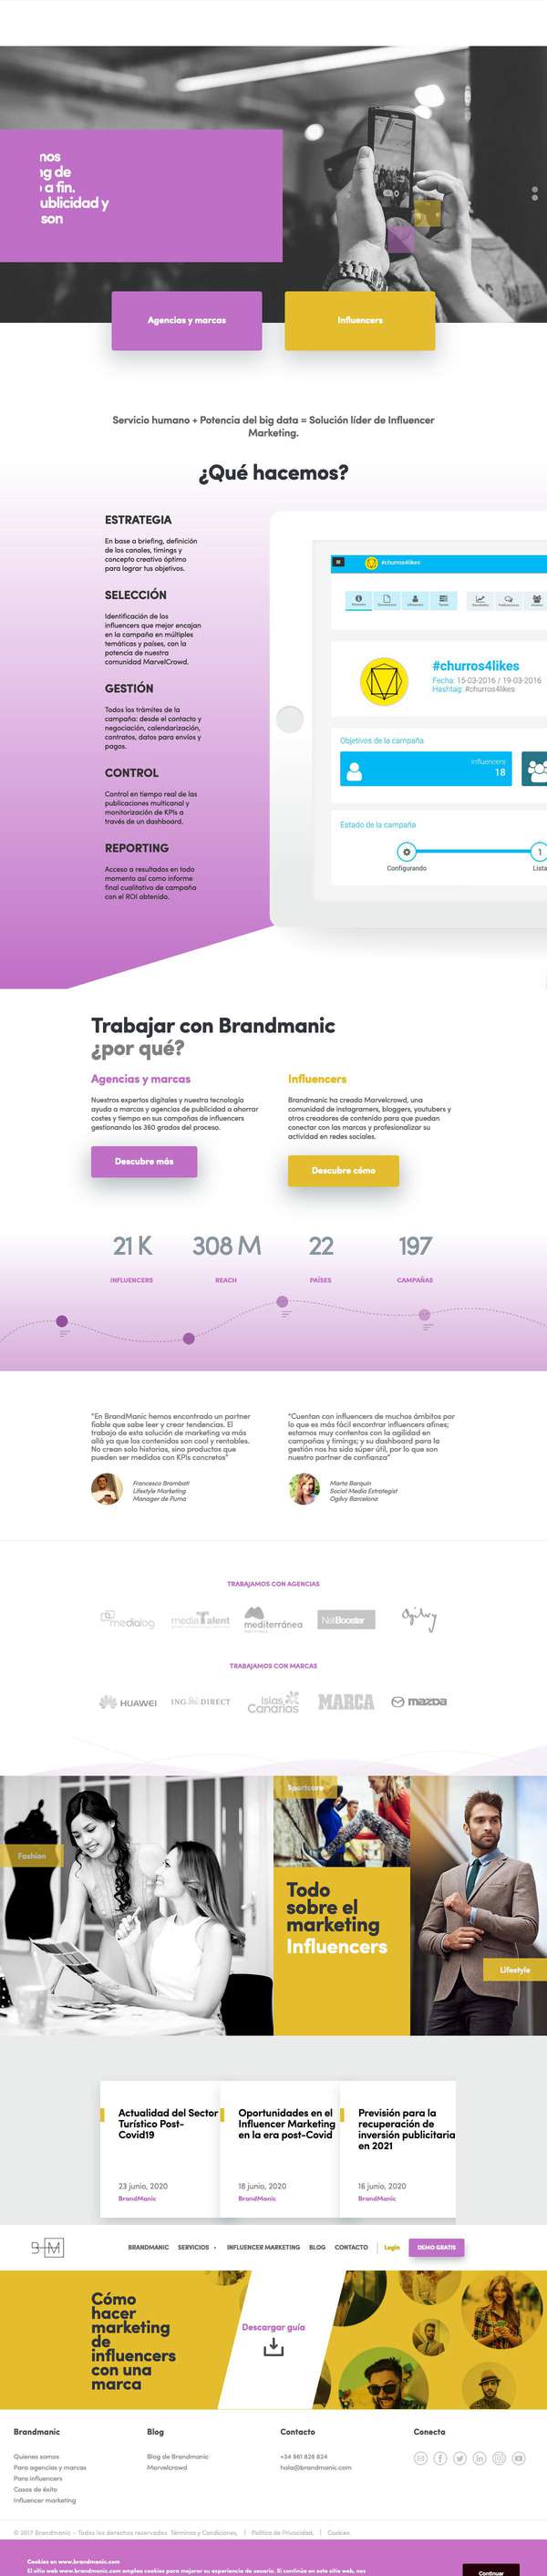 nos
ng de
o a fin.
ublicidad y
son
Agencias y marcas
Influencers
Servicio humano + Potencia del big data = Solución líder de Influencer
Marketing.
¿Qué hacemos?
ESTRATEGIA
En base a briefing, definición
de los canales, timings y
concepto creativo óptimo
para lograr tus objetivos.
SELECCIÓN
Identificación de los
influencers que mejor encajan
en la campaña en múltiples
temáticas y países, con la
potencia de nuestra
comunidad MarvelCrowd.
GESTIÓN
Todos los trámites de la
campaña: desde el contacto y
negociación, calendarización,
contratos, datos para envíos y
pagos.
CONTROL
Control en tiempo real de las
publicaciones multicanal y
monitorización de KPIs a
través de un dashboard.
REPORTING
Acceso a resultados en todo
momento así como informe
final cualitativo de campaña
con el ROI obtenido.
#churros4likes
#churros4likes
Fecha: 15-03-2016 / 19-03-2016
Hashtag: #churros4likes
Objetivos de la campaña
influencers
18
Estado de la campaña
1
Configurando
Lista
Trabajar con Brandmanic
¿por qué?
Agencias y marcas
Nuestros expertos digitales y nuestra tecnología
ayuda a marcas y agencias de publicidad a ahorrar
costes y tiempo en sus campañas de influencers
gestionando los 360 grados del proceso.
Descubre más
Influencers
Brandmanic ha creado Marvelcrowd, una
comunidad de instagramers, bloggers, youtubers y
otros creadores de contenido para que puedan
conectar con las marcas y profesionalizar su
actividad en redes sociales.
Descubre cómo
21 K
308 M
22
197
INFLUENCERS
REACH
PAÍSES
CAMPAÑAS
"En BrandManic hemos encontrado un partner
fiable que sabe leer y crear tendencias. El
trabajo de esta solución de marketing va más
allá ya que los contenidos son cool y rentables.
No crean solo historias, sino productos que
pueden ser medidos con KPIs concretos"
Francesco Brambati
Lifestyle Marketing
Manager de Puma
"Cuentan con influencers de muchos ámbitos por
lo que es más fácil encontrar influencers afines;
estamos muy contentos con la agilidad en
campañas y timings; y su dashboard para la
gestión nos ha sido súper útil, por lo que son
nuestro partner de confianza"
Marta Barquín
Social Media Estrategist
Ogilvy Barcelona
TRABAJAMOS CON AGENCIAS
medialog
media Talent
mediterránea
NetBooster
Ogilvy
TRABAJAMOS CON MARCAS
HUAWEI
ING DIRECT
Islas
Canarias
MARCA
mazda
Sportcore
Fashion
Todo
sobre el
marketing
Influencers
Lifestyle
Actualidad del Sector
Turístico Post-
Covid19
23 junio, 2020
BrandManic
Oportunidades en el
Influencer Marketing
en la era post-Covid
18 junio, 2020
BrandManic
Previsión para la
recuperación de
inversión publicitaria
en 2021
16 junio, 2020
BrandManic
BRANDMANIC SERVICIOS INFLUENCER MARKETING BLOG CONTACTO Login DEMO GRATIS
Cómo
hacer
marketing
de
influencers
con una
marca
Descargar guía
Brandmanic
Quienes somos
Para agencias y marcas
Para influencers
Casos de éxito
Influencer marketing
Blog
Blog de Brandmanic
Marvelcrowd
Contacto
+34 961 828 824
hola@brandmanic.com
Conecta
© 2017 Brandmanic – Todos los derechos reservados Términos y Condiciones, | Política de Privacidad, | Cookies
Cookies en www.brandmanic.com
El sitio web www.brandmanic.com emplea cookies para mejorar su experiencia de usuario. Si continúa en este sitio web, nos
Continuar